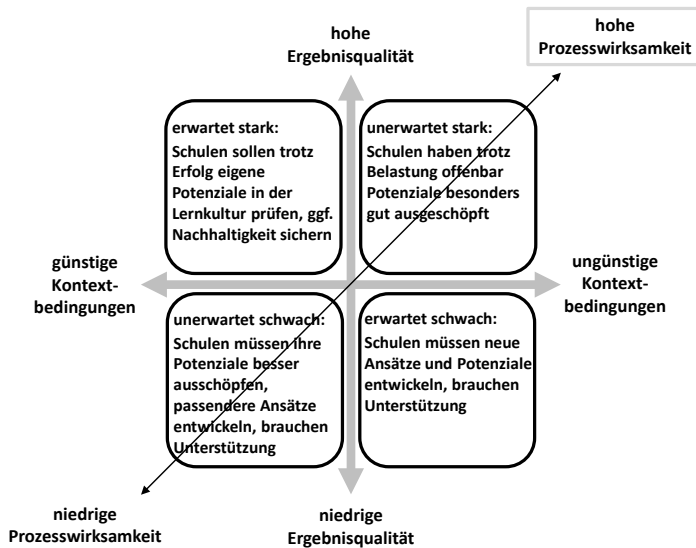 hohe
Ergebnisqualität
hohe
Prozesswirksamkeit
erwartet stark:
Schulen sollen trotz
Erfolg eigene
Potenziale in der
Lernkultur prüfen, ggf.
Nachhaltigkeit sichern
unerwartet stark:
Schulen haben trotz
Belastung offenbar
Potenziale besonders
gut ausgeschöpft
günstige
Kontext-
bedingungen
ungünstige
Kontext-
bedingungen
unerwartet schwach:
Schulen müssen ihre
Potenziale besser
ausschöpfen,
passendere Ansätze
entwickeln, brauchen
Unterstützung
erwartet schwach:
Schulen müssen neue
Ansätze und Potenziale
entwickeln, brauchen
Unterstützung
niedrige
Prozesswirksamkeit
niedrige
Ergebnisqualität